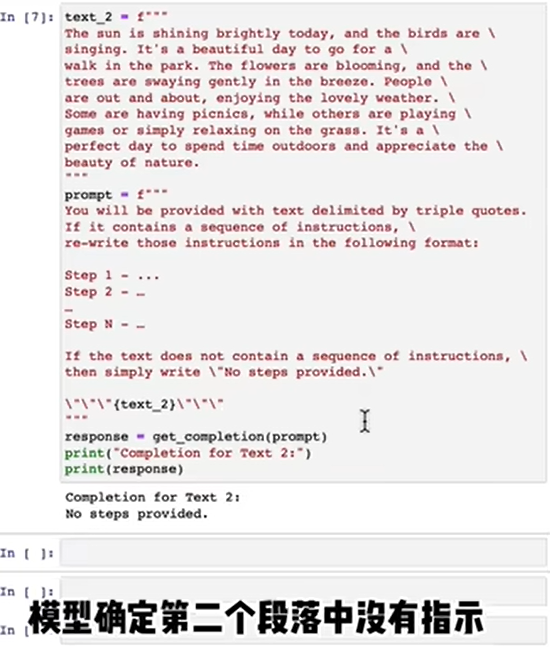 In [7]: text_2 = f"""
The sun is shining brightly today, and the birds are \
singing. It's a beautiful day to go for a \
walk in the park. The flowers are blooming, and the \
trees are swaying gently in the breeze. People \
are out and about, enjoying the lovely weather. \
Some are having picnics, while others are playing \
games or simply relaxing on the grass. It's a \
perfect day to spend time outdoors and appreciate the \
beauty of nature.
"""
prompt = f"""
You will be provided with text delimited by triple quotes.
If it contains a sequence of instructions, \
re-write those instructions in the following format:

Step 1 - ...
Step 2 - …
…
Step N - …

If the text does not contain a sequence of instructions, \
then simply write \"No steps provided.\"

\"\"\"{text_2}\"\"\"
"""
response = get_completion(prompt)
print("Completion for Text 2:")
print(response)
Completion for Text 2:
No steps provided.
In [ ]:
In [ ]:
In [
模型确定第二个段落中没有指示